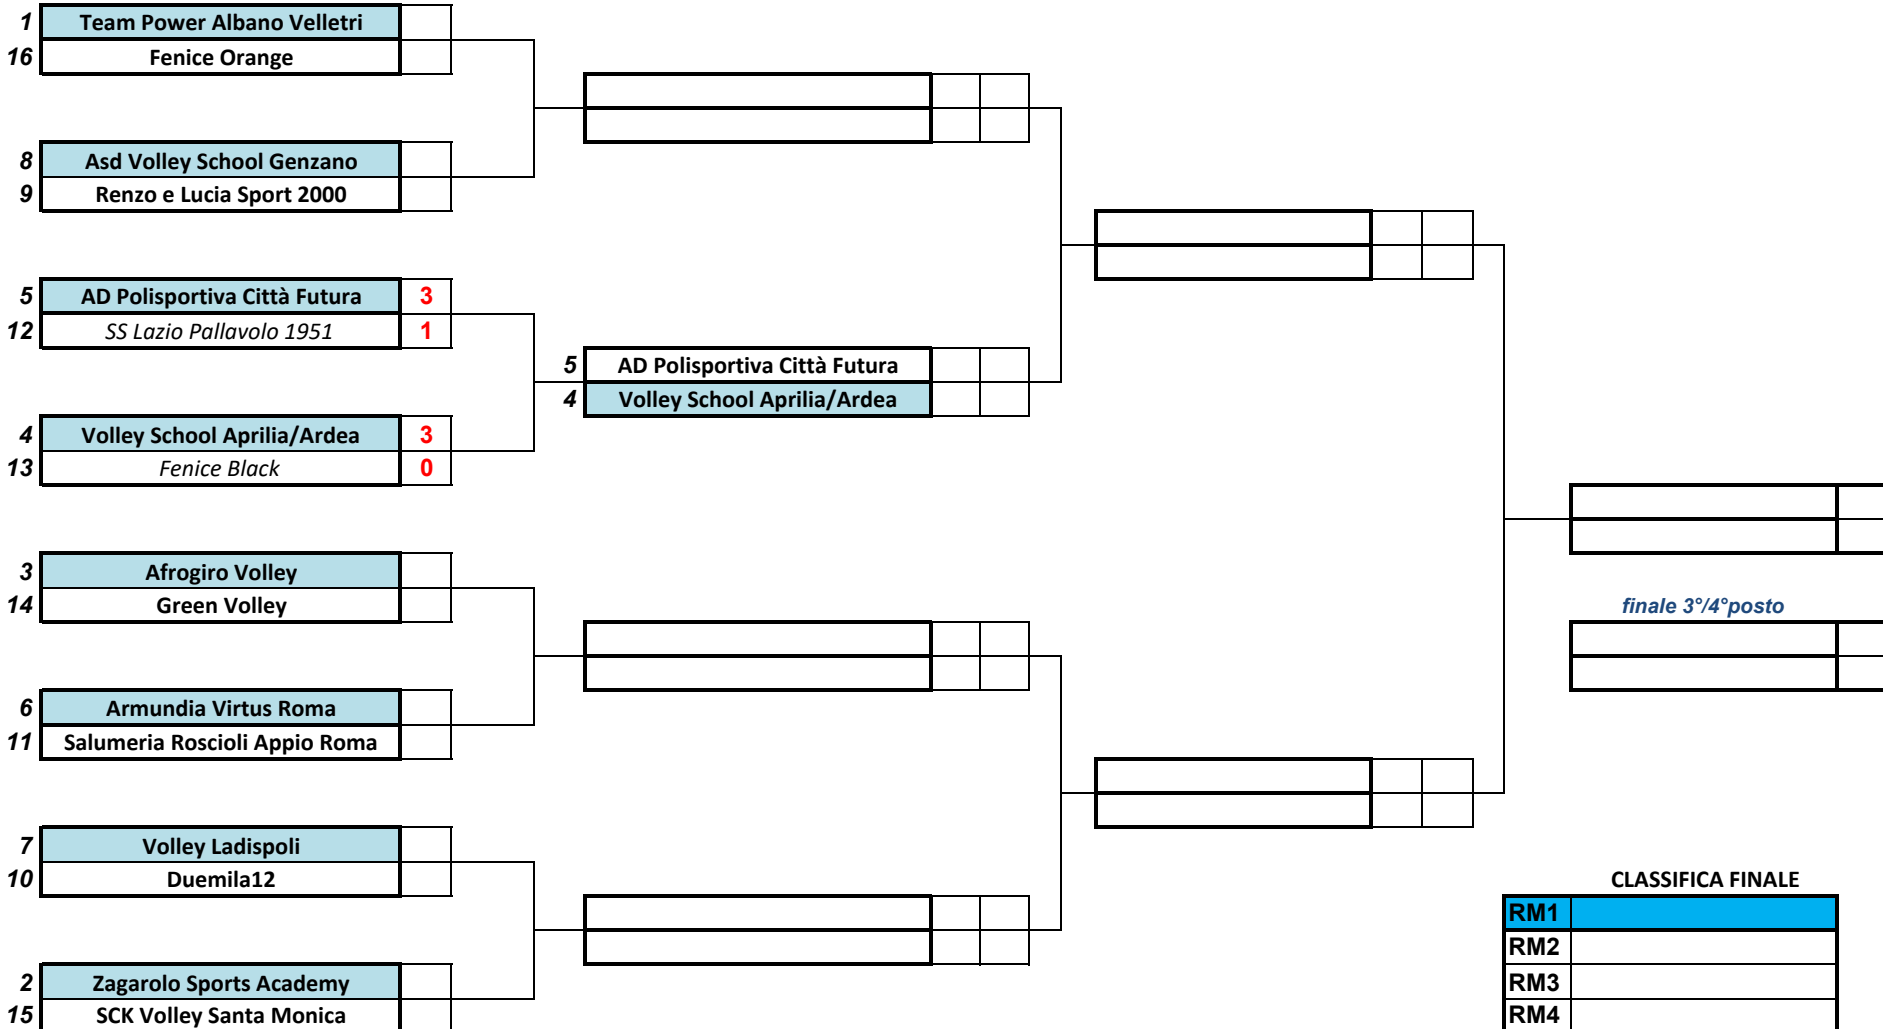 1 Team Power Albano Velletri
16 Fenice Orange
8 Asd Volley School Genzano
9 Renzo e Lucia Sport 2000
5 AD Polisportiva Città Futura 3
12 SS Lazio Pallavolo 1951 1
5 AD Polisportiva Città Futura
4 Volley School Aprilia/Ardea
4 Volley School Aprilia/Ardea 3
13 Fenice Black 0
3 Afrogiro Volley
14 Green Volley
finale 3°/4°posto
6 Armundia Virtus Roma
11 Salumeria Roscioli Appio Roma
7 Volley Ladispoli
10 Duemila12
CLASSIFICA FINALE
RM1
RM2
2 Zagarolo Sports Academy
RM3
15 SCK Volley Santa Monica
RM4